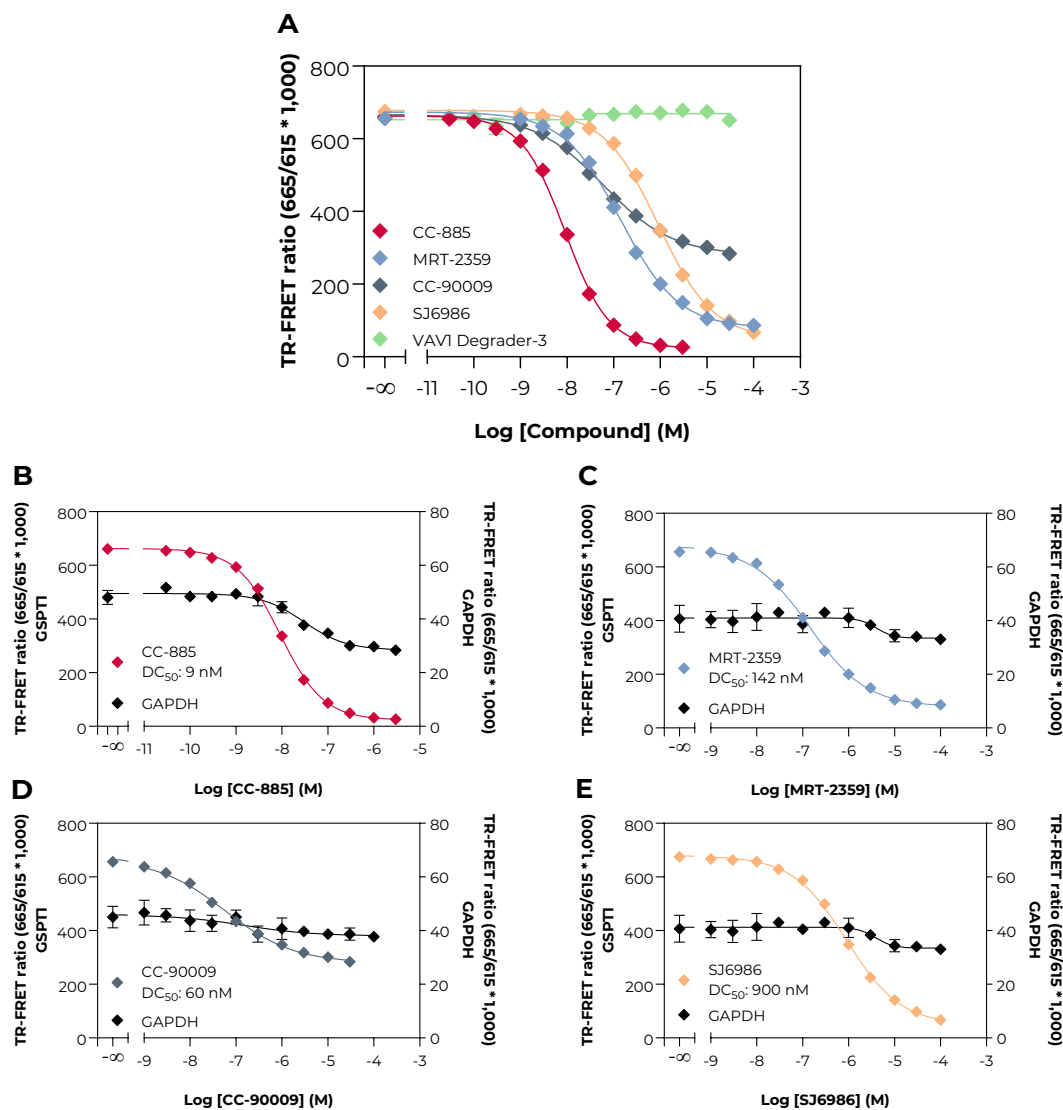 A
TR-FRET ratio (665/615 * 1,000)
800
600
400
200
0
CC-885
MRT-2359
CC-90009
SJ6986
VAV1 Degrader-3
-∞ -11 -10 -9 -8 -7 -6 -5 -4 -3
Log [Compound] (M)
B
TR-FRET ratio (665/615 * 1,000)
GSPT1
800
600
400
200
0
CC-885
DC₅₀: 9 nM
GAPDH
80
60
40
20
0
TR-FRET ratio (665/615 * 1,000)
GAPDH
-∞ -11 -10 -9 -8 -7 -6 -5
Log [CC-885] (M)
C
TR-FRET ratio (665/615 * 1,000)
GSPT1
800
600
400
200
0
MRT-2359
DC₅₀: 142 nM
GAPDH
80
60
40
20
0
TR-FRET ratio (665/615 * 1,000)
GAPDH
-∞ -9 -8 -7 -6 -5 -4 -3
Log [MRT-2359] (M)
D
TR-FRET ratio (665/615 * 1,000)
GSPT1
800
600
400
200
0
CC-90009
DC₅₀: 60 nM
GAPDH
80
60
40
20
0
TR-FRET ratio (665/615 * 1,000)
GAPDH
-∞ -9 -8 -7 -6 -5 -4 -3
Log [CC-90009] (M)
E
TR-FRET ratio (665/615 * 1,000)
GSPT1
800
600
400
200
0
SJ6986
DC₅₀: 900 nM
GAPDH
80
60
40
20
0
TR-FRET ratio (665/615 * 1,000)
GAPDH
-∞ -9 -8 -7 -6 -5 -4 -3
Log [SJ6986] (M)